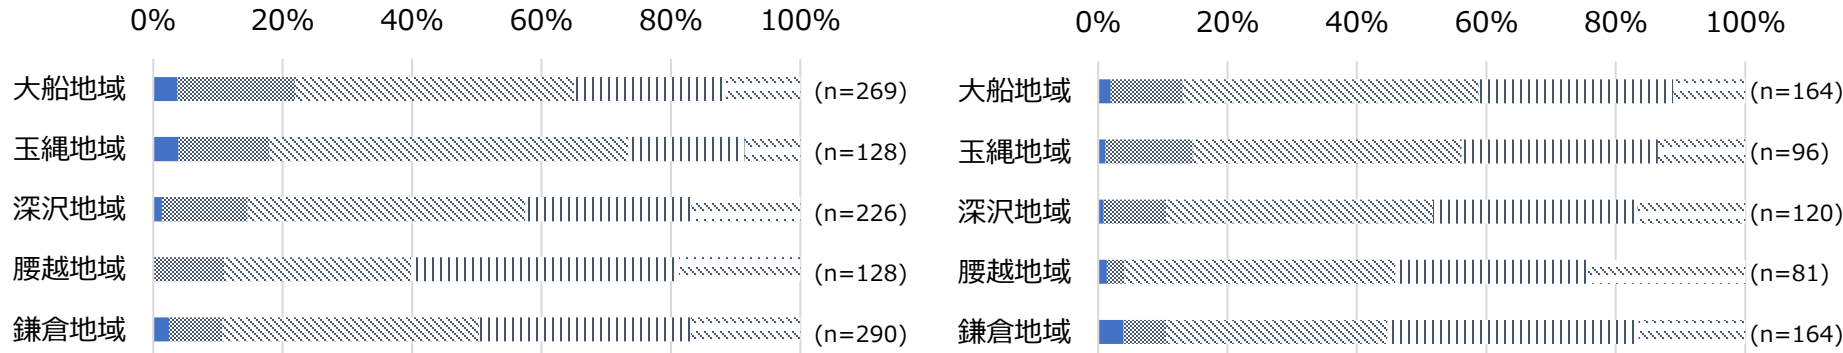 0% 20% 40% 60% 80% 100%
大船地域 (n=269)
玉縄地域 (n=128)
深沢地域 (n=226)
腰越地域 (n=128)
鎌倉地域 (n=290)
0% 20% 40% 60% 80% 100%
大船地域 (n=164)
玉縄地域 (n=96)
深沢地域 (n=120)
腰越地域 (n=81)
鎌倉地域 (n=164)